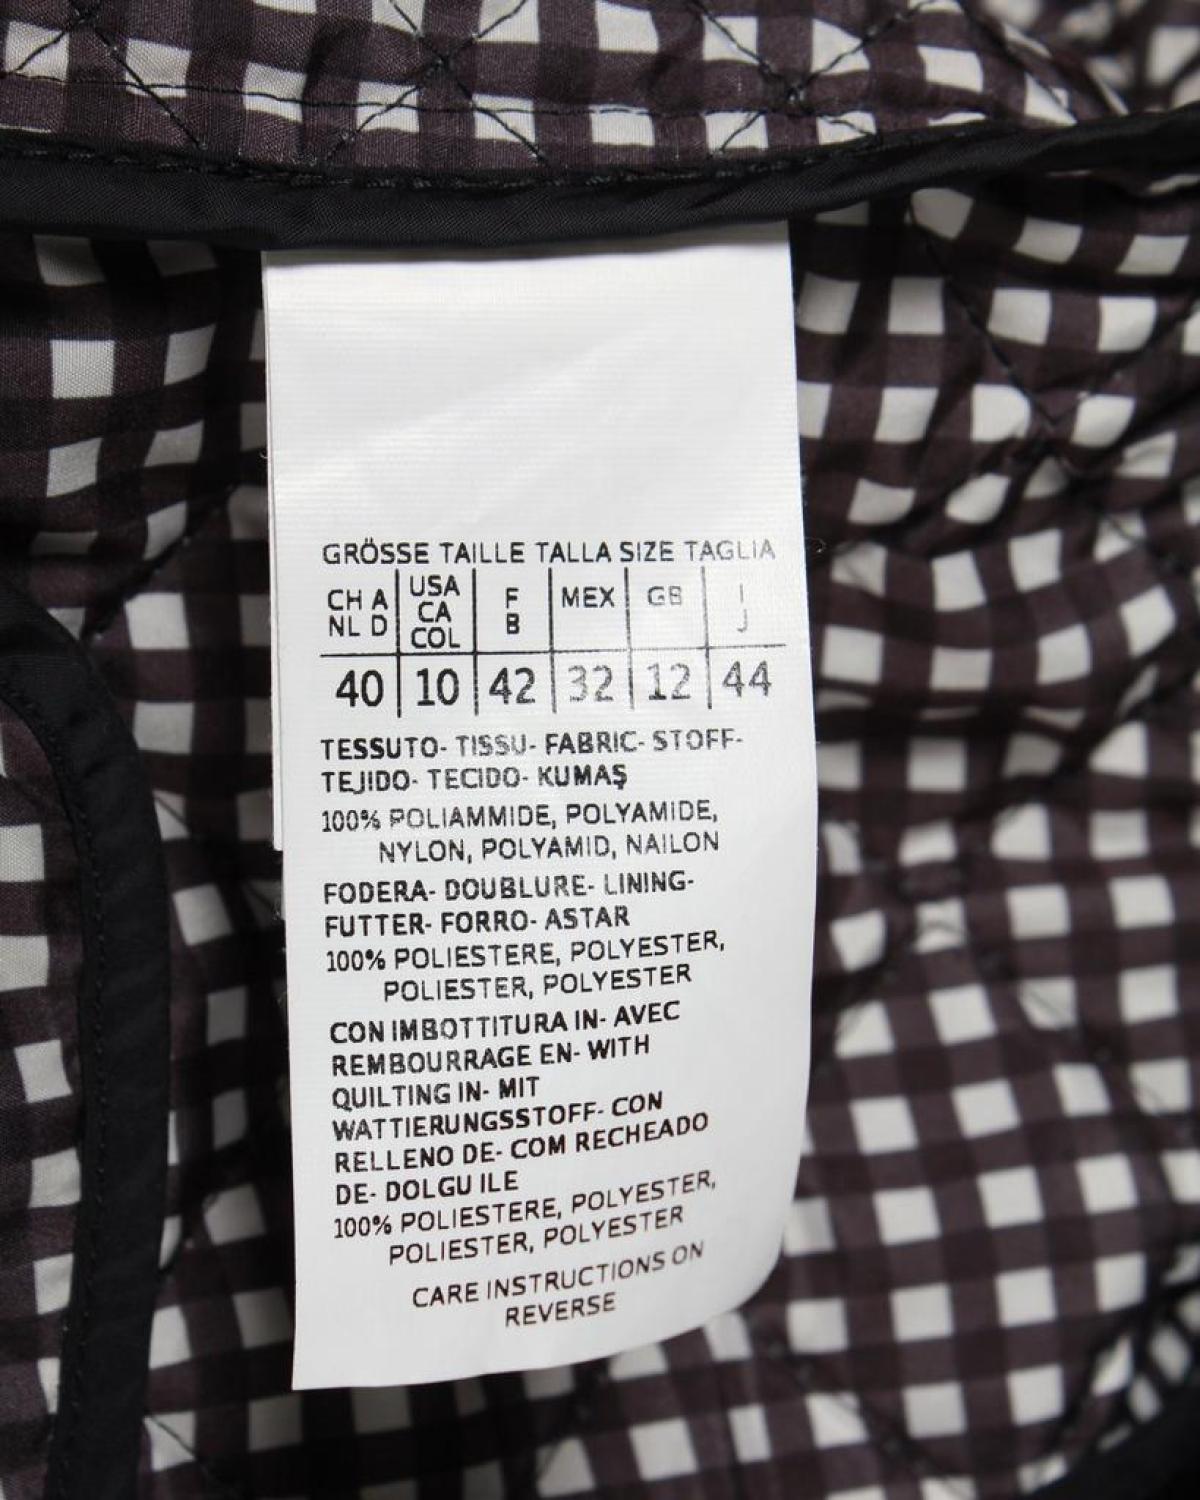 GRÖSSE TAILLE TALLA SIZE TAGLIA
CH A NL D | USA CA COL | F B | MEX | GB | I J
40 | 10 | 42 | 32 | 12 | 44
TESSUTO- TISSU- FABRIC- STOFF-
TEJIDO- TECIDO- KUMAŞ
100% POLIAMMIDE, POLYAMIDE,
NYLON, POLYAMID, NAILON
FODERA- DOUBLURE- LINING-
FUTTER- FORRO- ASTAR
100% POLIESTERE, POLYESTER,
POLIESTER, POLYESTER
CON IMBOTTITURA IN- AVEC
REMBOURRAGE EN- WITH
QUILTING IN- MIT
WATTIERUNGSSTOFF- CON
RELLENO DE- COM RECHEADO
DE- DOLGU ILE
100% POLIESTERE, POLYESTER,
POLIESTER, POLYESTER
CARE INSTRUCTIONS ON
REVERSE